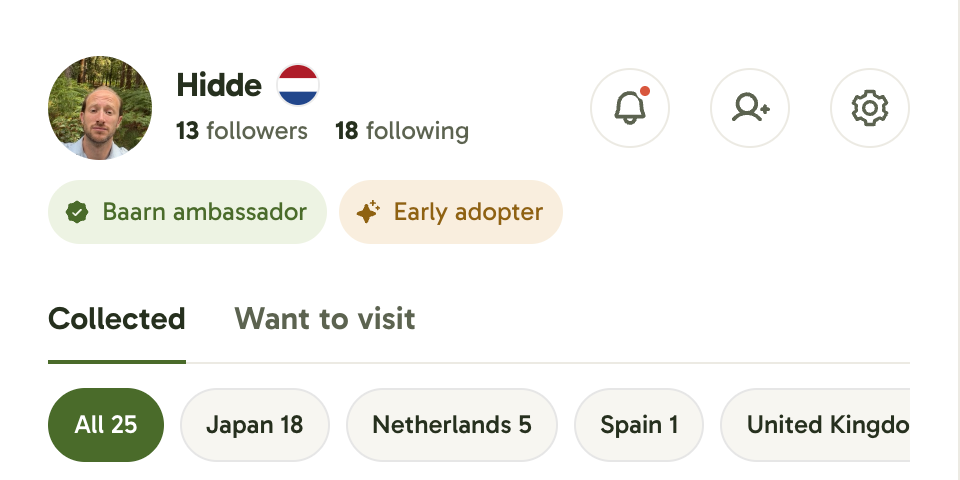 Hidde
13 followers 18 following
Baarn ambassador Early adopter
Collected Want to visit
All 25 Japan 18 Netherlands 5 Spain 1 United Kingdo